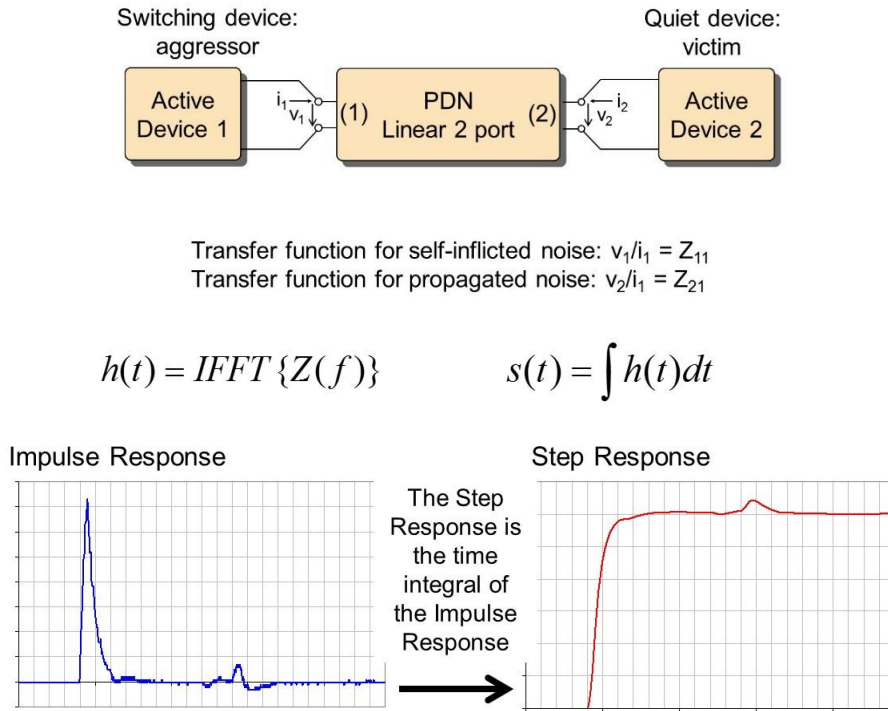 Switching device:
aggressor
Quiet device:
victim
Active
Device 1
i₁
v₁
(1)
PDN
Linear 2 port
(2)
i₂
v₂
Active
Device 2
Transfer function for self-inflicted noise: v₁/i₁ = Z₁₁
Transfer function for propagated noise: v₂/i₁ = Z₂₁
h(t) = IFFT{Z(f)}
s(t) = ∫ h(t)dt
Impulse Response
The Step
Response is
the time
integral of
the Impulse
Response
Step Response